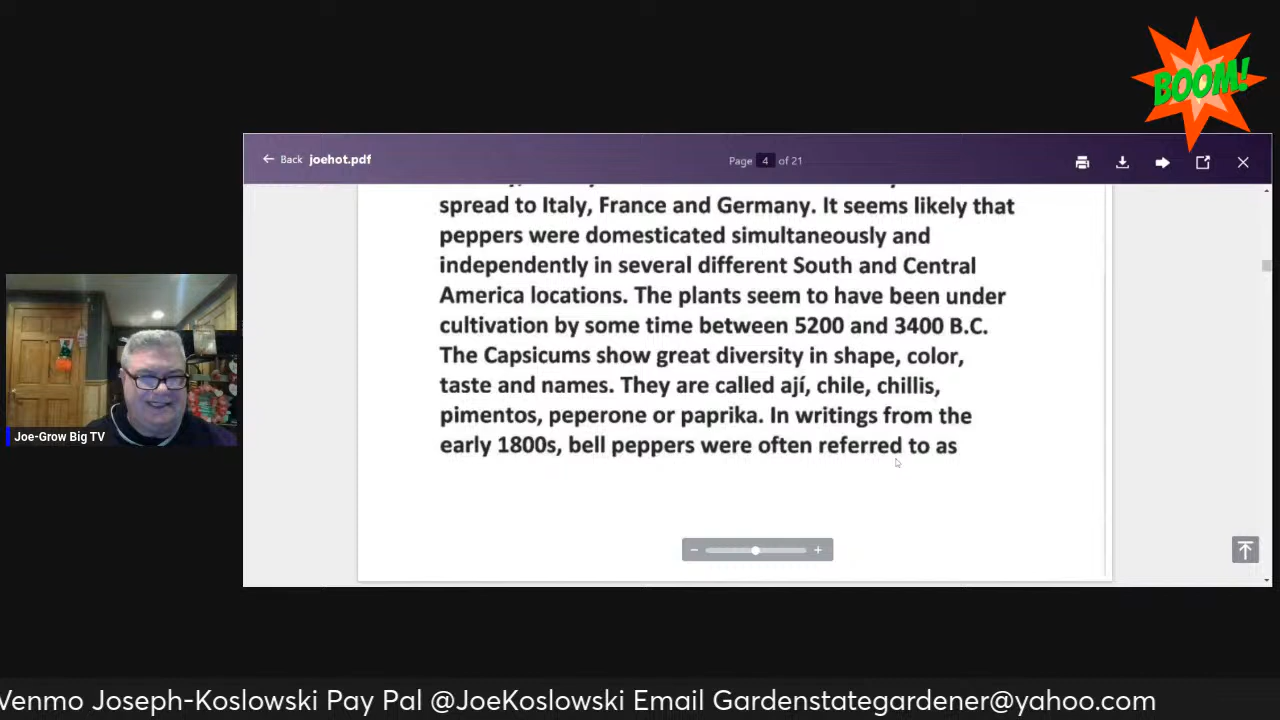 BOOM!
Back joehot.pdf
Page 4 of 21
spread to Italy, France and Germany. It seems likely that
peppers were domesticated simultaneously and
independently in several different South and Central
America locations. The plants seem to have been under
cultivation by some time between 5200 and 3400 B.C.
The Capsicums show great diversity in shape, color,
taste and names. They are called ají, chile, chillis,
pimentos, peperone or paprika. In writings from the
early 1800s, bell peppers were often referred to as
Joe-Grow Big TV
Venmo Joseph-Koslowski Pay Pal @JoeKoslowski Email Gardenstategardener@yahoo.com